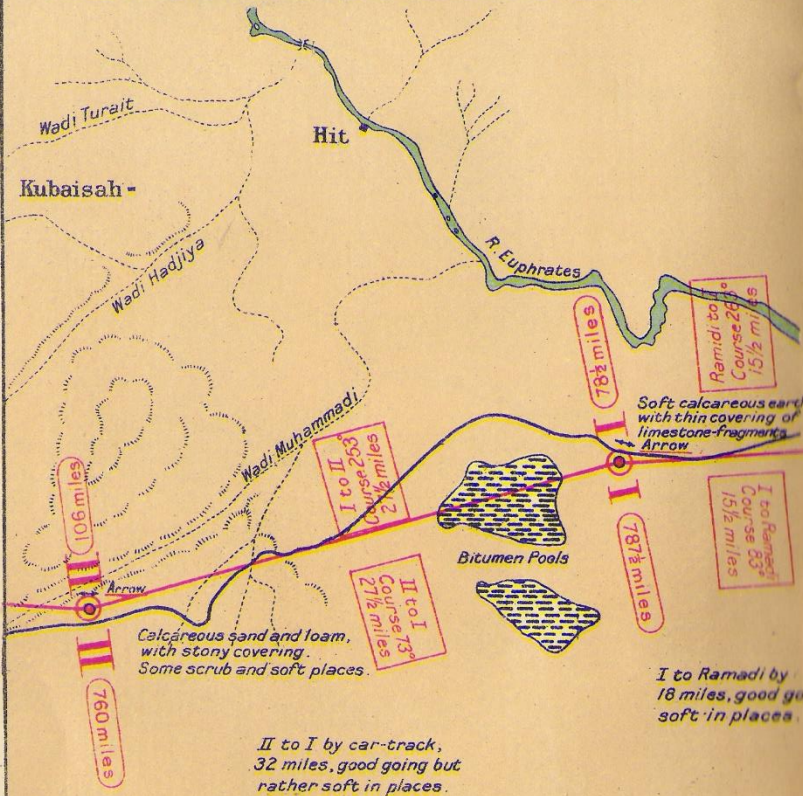 Wadi Turait
Hit
Kubaisah-
Wadi Hadjiya
R. Euphrates
Ramidi to I
Course 263°
15½ miles
78½ miles
I
Soft calcareous earth
with thin covering of
limestone-fragments
Arrow
Wadi Muhammadi
I to II
Course 253°
27½ miles
106 miles
II
Arrow
Bitumen Pools
I
787½ miles
I to Ramadi
Course 83°
15½ miles
II to I
Course 73°
27½ miles
Calcareous sand and loam,
with stony covering.
Some scrub and soft places.
II
760 miles
I to Ramadi by
18 miles, good
soft in places.
II to I by car-track,
32 miles, good going but
rather soft in places.